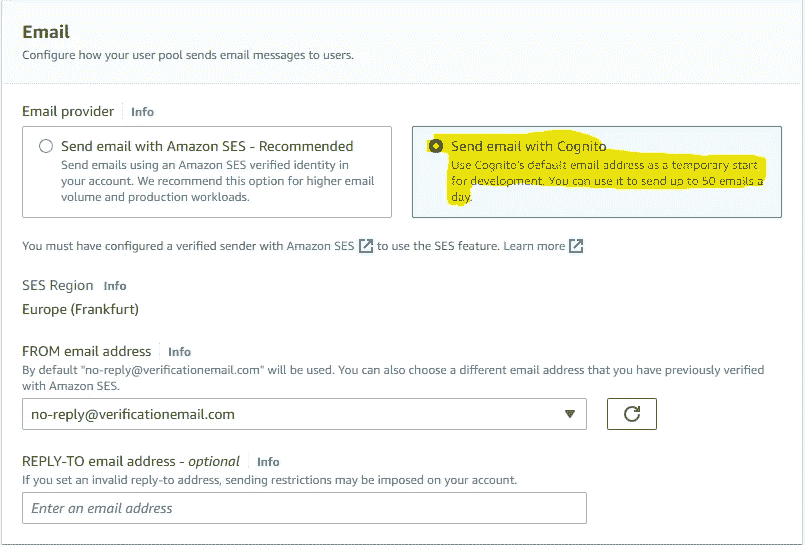 Email
Configure how your user pool sends email messages to users.
Email provider Info
Send email with Amazon SES - Recommended
Send emails using an Amazon SES verified identity in
your account. We recommend this option for higher email
volume and production workloads.
Send email with Cognito
Use Cognito's default email address as a temporary start
for development. You can use it to send up to 50 emails a
day.
You must have configured a verified sender with Amazon SES to use the SES feature. Learn more
SES Region Info
Europe (Frankfurt)
FROM email address Info
By default "no-reply@verificationemail.com" will be used. You can also choose a different email address that you have previously verified
with Amazon SES.
no-reply@verificationemail.com
REPLY-TO email address - optional Info
If you set an invalid reply-to address, sending restrictions may be imposed on your account.
Enter an email address